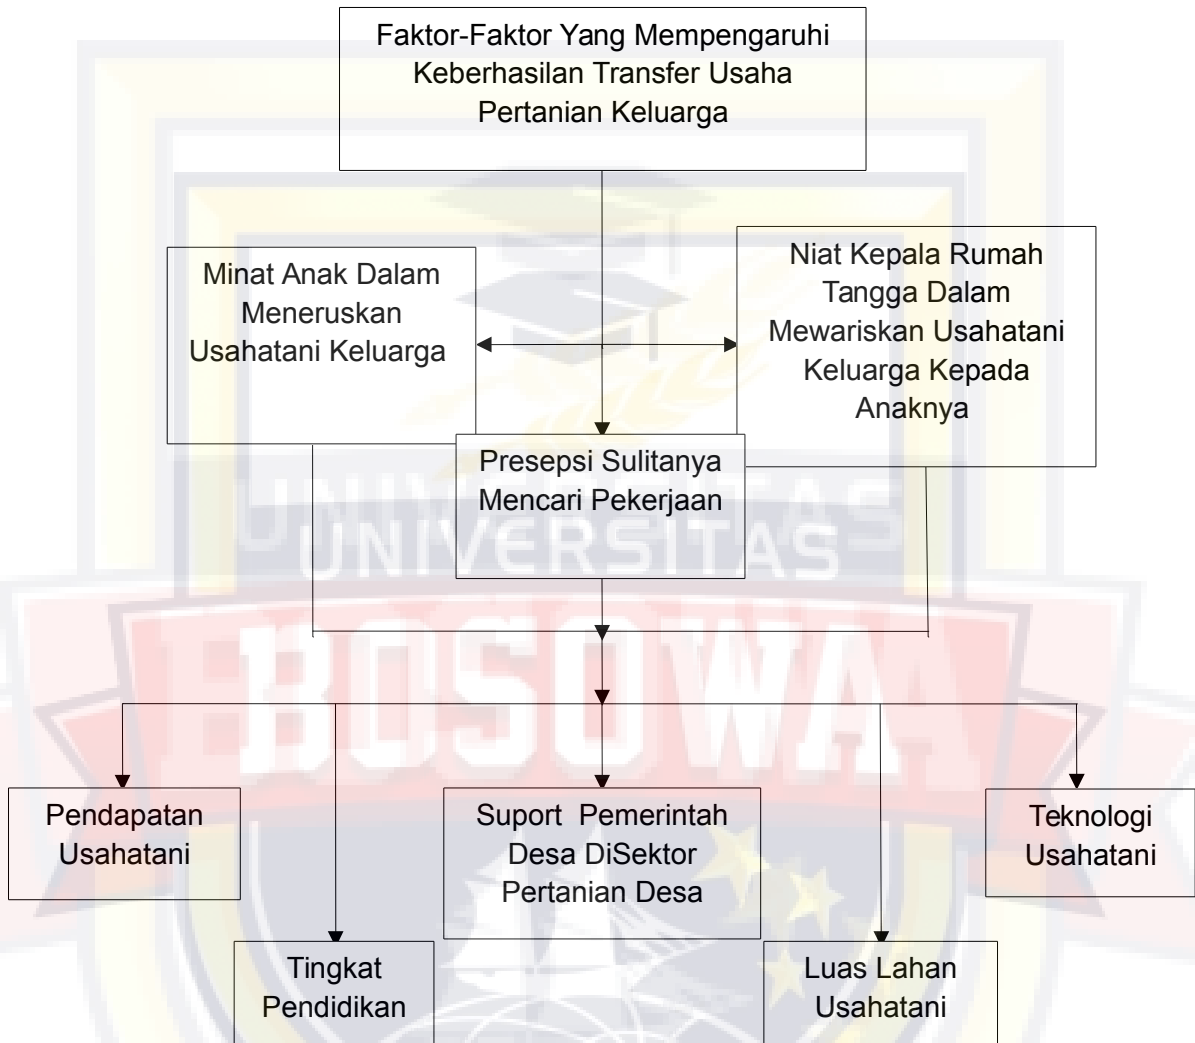 Faktor-Faktor Yang Mempengaruhi
Keberhasilan Transfer Usaha
Pertanian Keluarga
Minat Anak Dalam
Meneruskan
Usahatani Keluarga
Niat Kepala Rumah
Tangga Dalam
Mewariskan Usahatani
Keluarga Kepada
Anaknya
Presepsi Sulitanya
Mencari Pekerjaan
UNIVERSITAS
UNIVERSITAS
BOSOWA
Pendapatan
Usahatani
Suport Pemerintah
Desa DiSektor
Pertanian Desa
Teknologi
Usahatani
Tingkat
Pendidikan
Luas Lahan
Usahatani